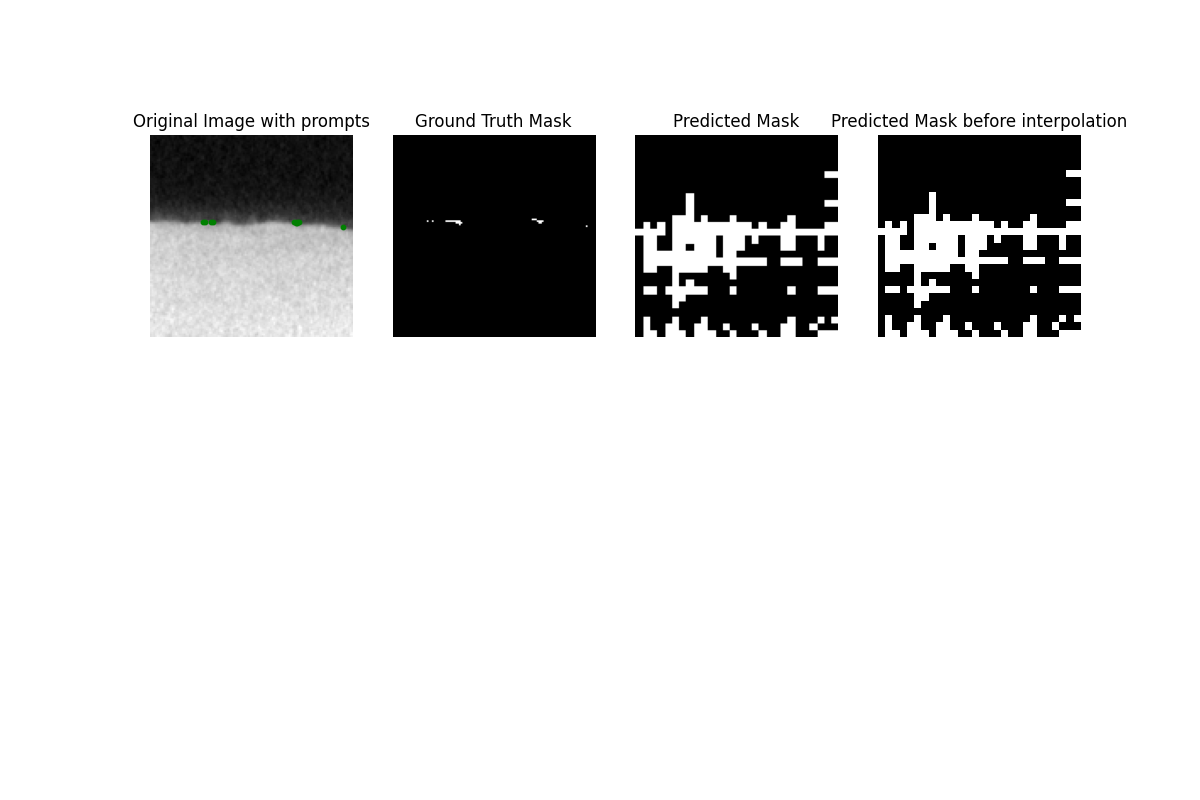 Original Image with prompts
Ground Truth Mask
Predicted Mask
Predicted Mask before interpolation